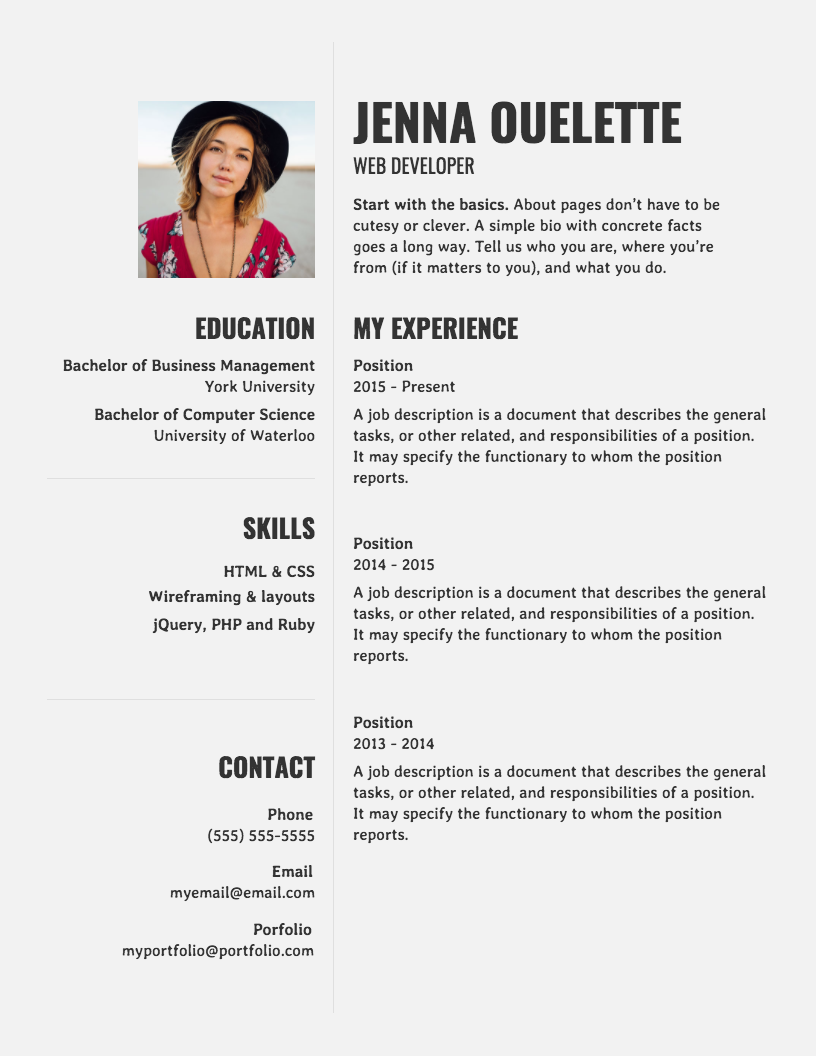 JENNA OUELETTE
WEB DEVELOPER
Start with the basics. About pages don't have to be
cutesy or clever. A simple bio with concrete facts
goes a long way. Tell us who you are, where you're
from (if it matters to you), and what you do.
EDUCATION
Bachelor of Business Management
York University
Bachelor of Computer Science
University of Waterloo
SKILLS
HTML & CSS
Wireframing & layouts
jQuery, PHP and Ruby
CONTACT
Phone
(555) 555-5555
Email
myemail@email.com
Porfolio
myportfolio@portfolio.com
MY EXPERIENCE
Position
2015 - Present
A job description is a document that describes the general
tasks, or other related, and responsibilities of a position.
It may specify the functionary to whom the position
reports.
Position
2014 - 2015
A job description is a document that describes the general
tasks, or other related, and responsibilities of a position.
It may specify the functionary to whom the position
reports.
Position
2013 - 2014
A job description is a document that describes the general
tasks, or other related, and responsibilities of a position.
It may specify the functionary to whom the position
reports.